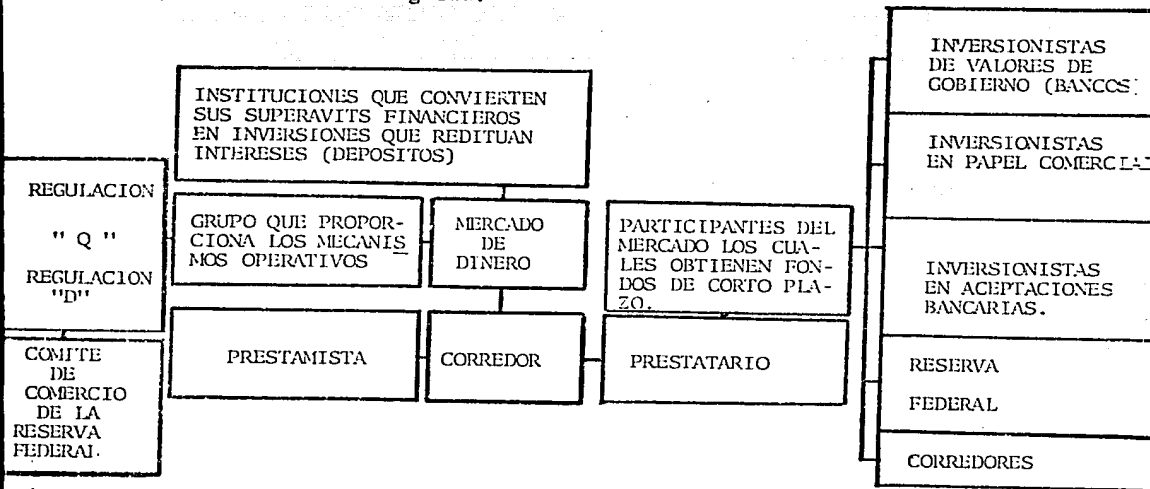 INSTITUCIONES QUE CONVIERTEN
SUS SUPERAVITS FINANCIEROS
EN INVERSIONES QUE REDITUAN
INTERESES (DEPOSITOS)
REGULACION
" Q "
REGULACION
"D"
GRUPO QUE PROPOR-
CIONA LOS MECANIS
MOS OPERATIVOS
MERCADO
DE
DINERO
PARTICIPANTES DEL
MERCADO LOS CUA-
LES OBTIENEN FON-
DOS DE CORTO PLA-
ZO.
COMITE
DE
COMERCIO
DE LA
RESERVA
FEDERAL
PRESTAMISTA
CORREDOR
PRESTATARIO
INVERSIONISTAS
DE VALORES DE
GOBIERNO (BANCOS)
INVERSIONISTAS
EN PAPEL COMERCIAL
INVERSIONISTAS
EN ACEPTACIONES
BANCARIAS.
RESERVA
FEDERAL
CORREDORES